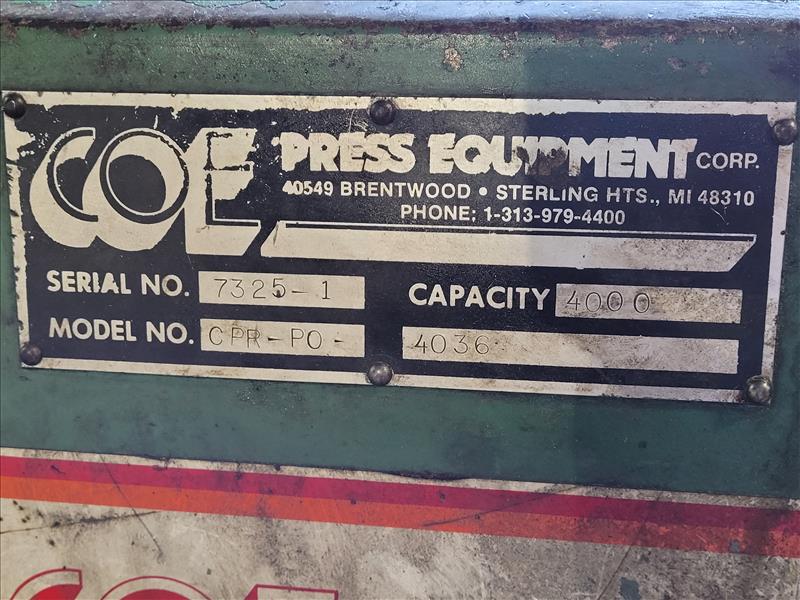 COE PRESS EQUIPMENT CORP.
40549 BRENTWOOD • STERLING HTS., MI 48310
PHONE: 1-313-979-4400
SERIAL NO. 7325-1 CAPACITY 4000
MODEL NO. CPR-PO- 4036
COE